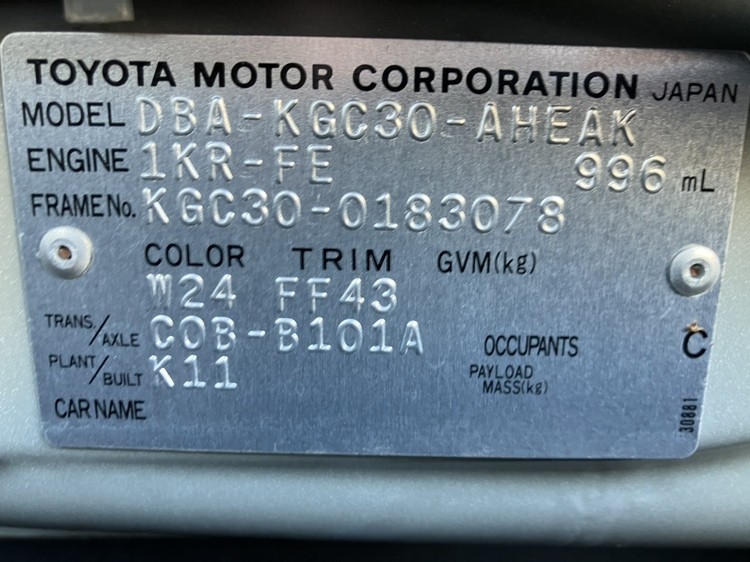 TOYOTA MOTOR CORPORATION JAPAN
MODEL DBA-KGC30-AHEAK
ENGINE 1KR-FE 996 mL
FRAME No. KGC30-0183078
COLOR TRIM GVM(kg)
W24 FF43
TRANS./AXLE C0B-B101A OCCUPANTS C
PLANT/BUILT K11 PAYLOAD MASS(kg)
CAR NAME
30881